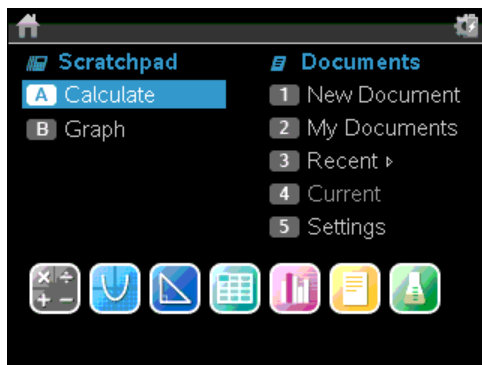 Scratchpad
A Calculate
B Graph
Documents
1 New Document
2 My Documents
3 Recent ▹
4 Current
5 Settings